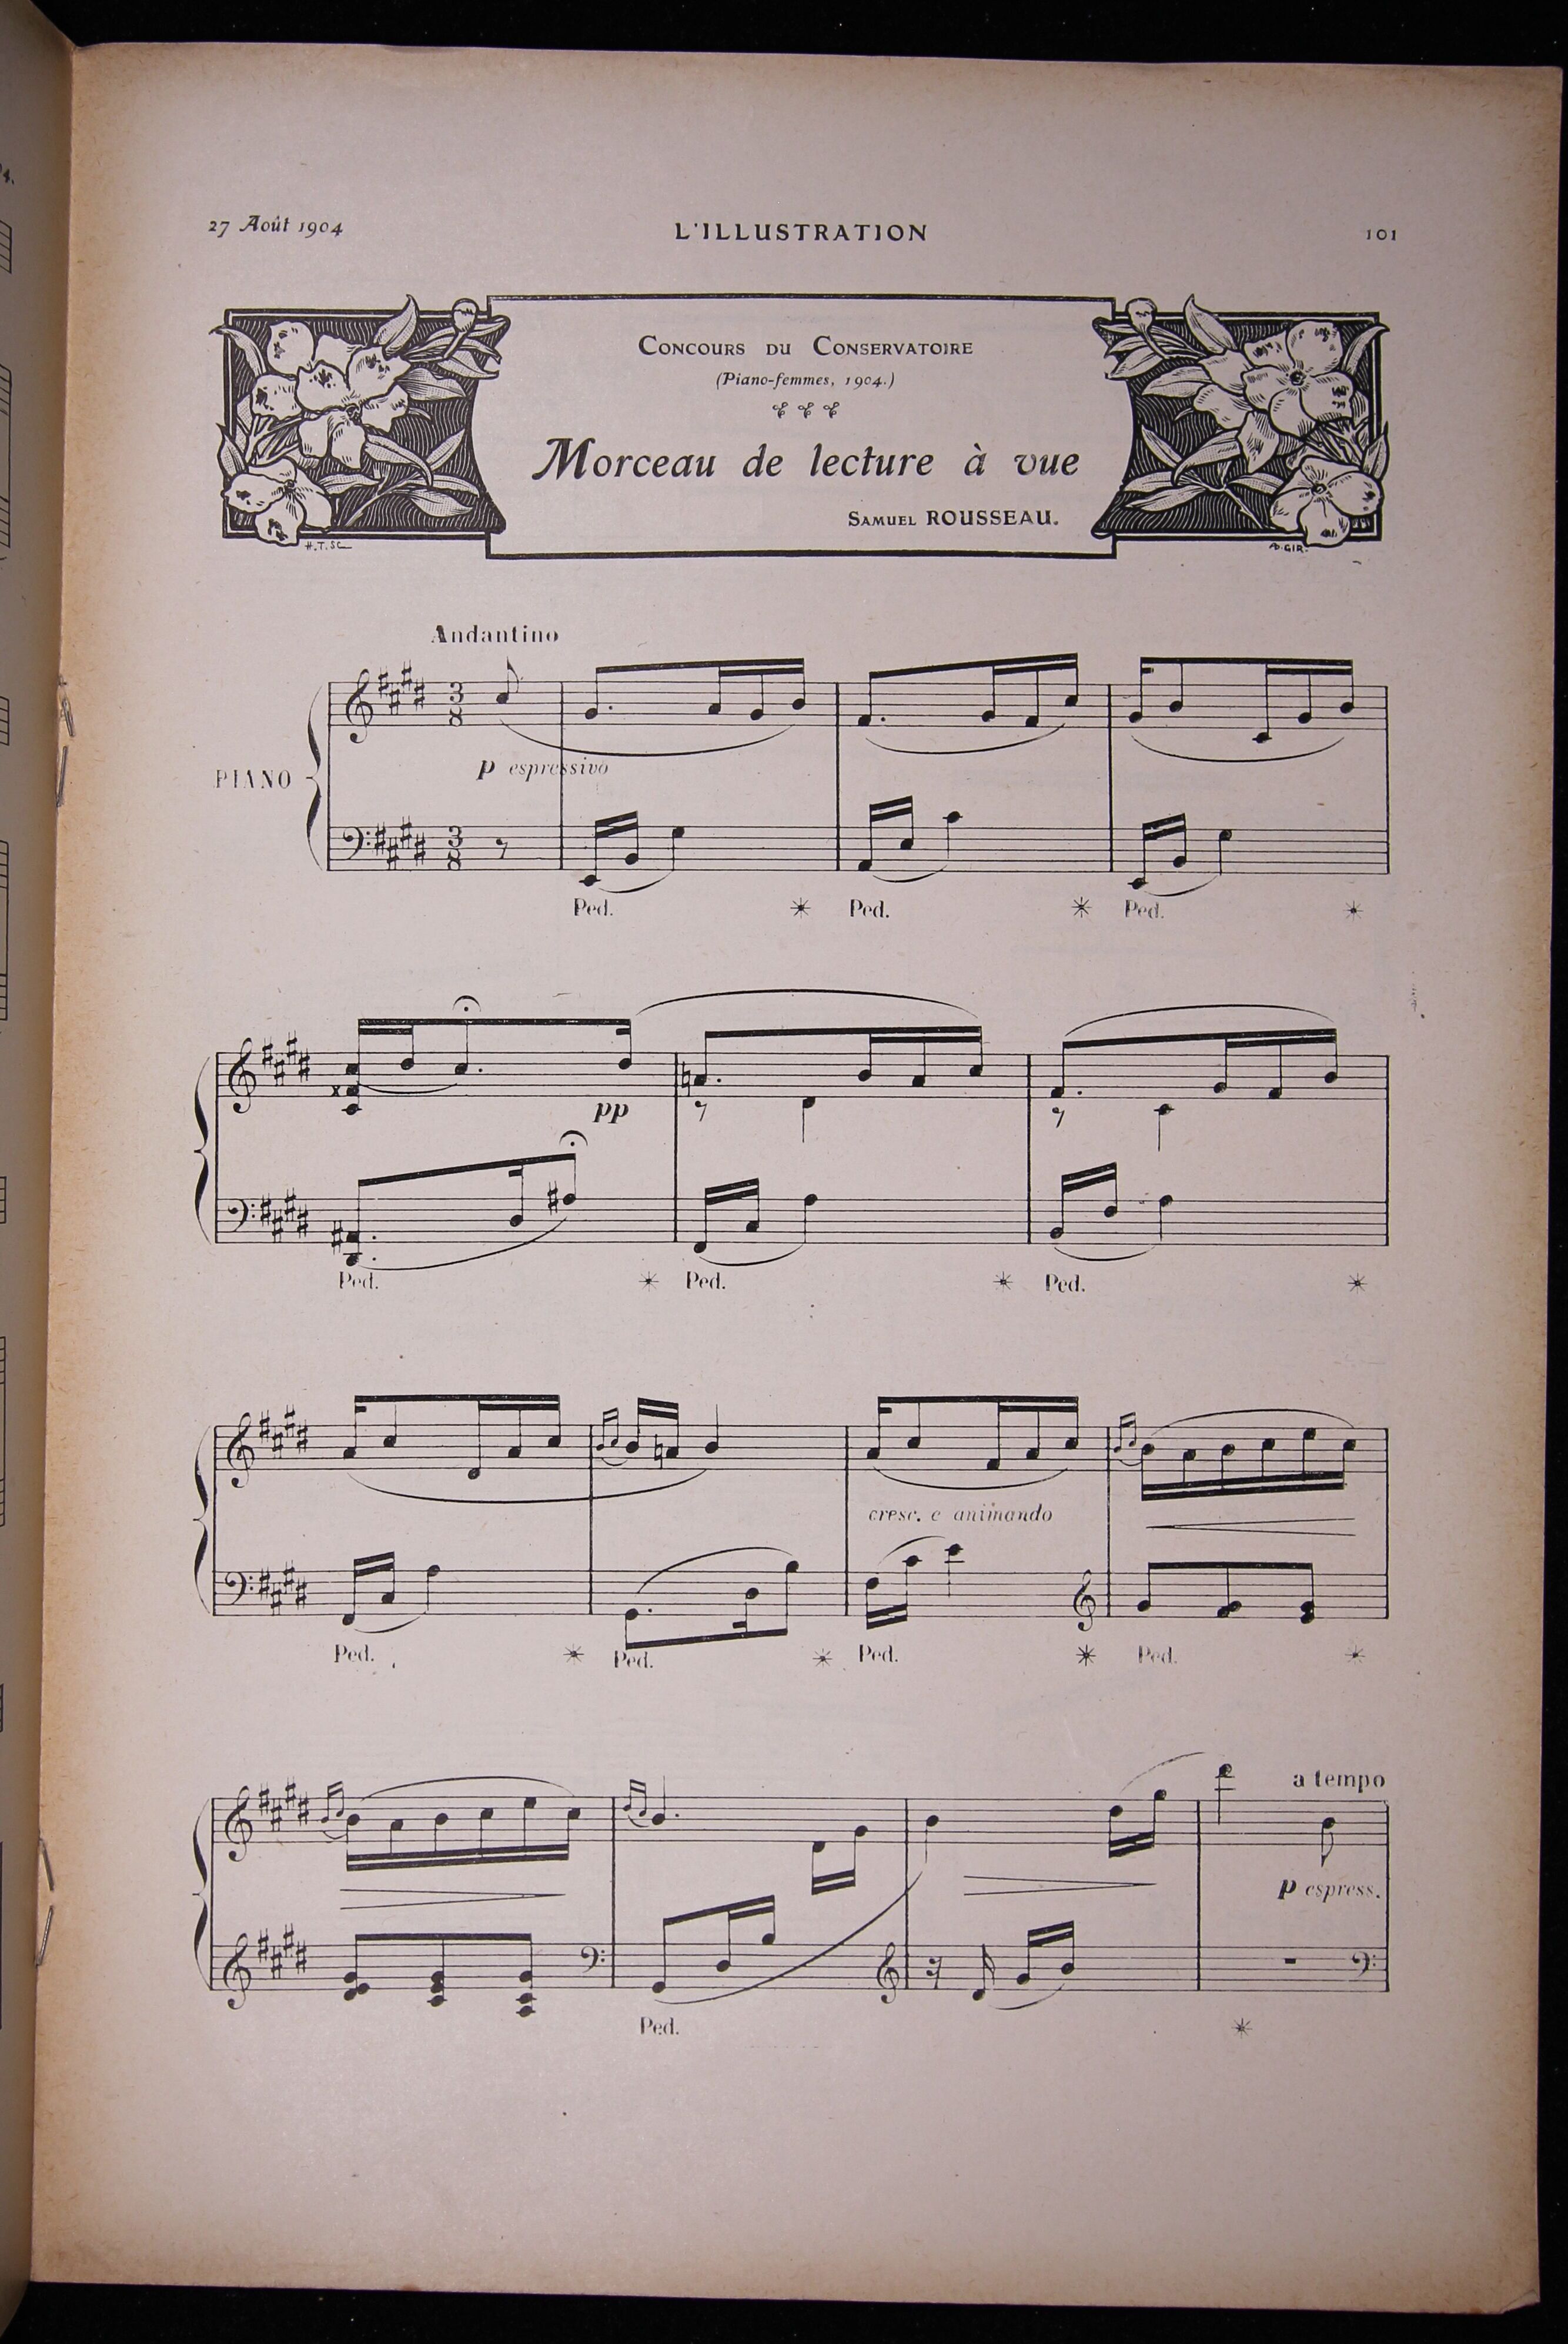 27 Août 1904
L'ILLUSTRATION
101
CONCOURS DU CONSERVATOIRE
(Piano-femmes, 1904.)
Morceau de lecture à vue
SAMUEL ROUSSEAU.
H.T.SC
D.GIR.
Andantino
PIANO
3
8
p espressivo
3
8
Ped. Ped. Ped.
pp
Ped. Ped. Ped.
cresc. e animando
Ped. Ped. Ped. Ped.
a tempo
p espress.
Ped.